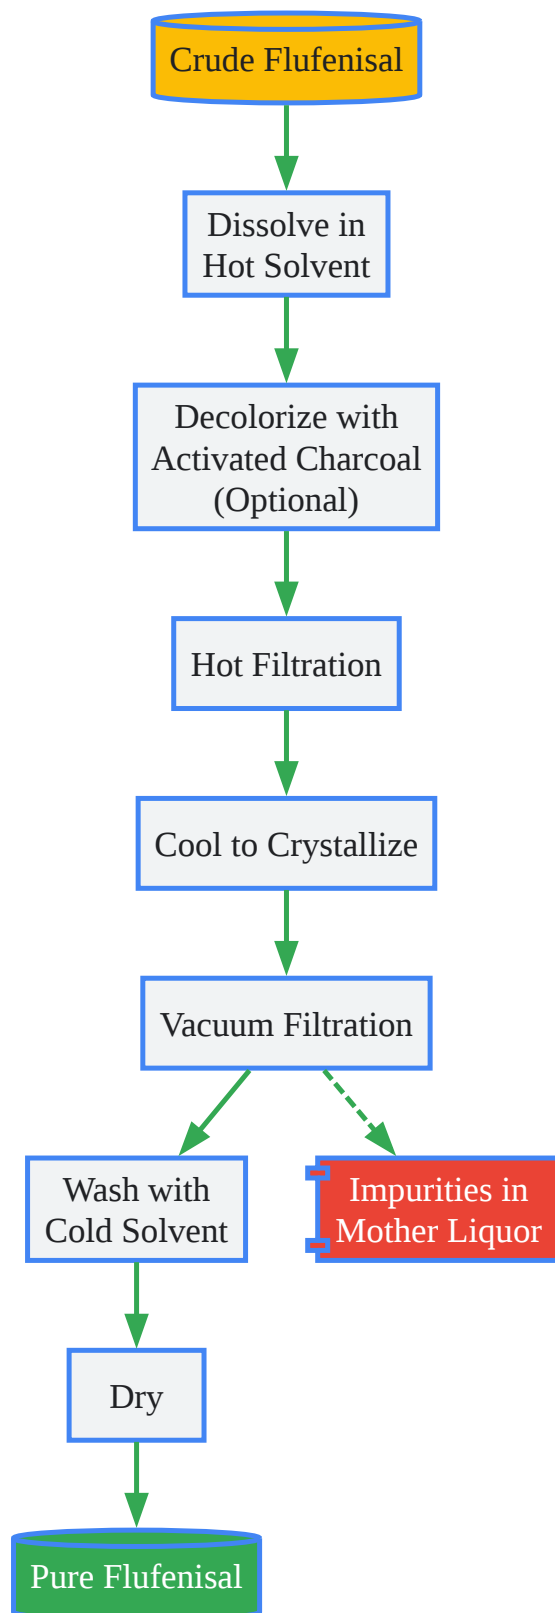 Crude Flufenisal
Dissolve in
Hot Solvent
Decolorize with
Activated Charcoal
(Optional)
Hot Filtration
Cool to Crystallize
Vacuum Filtration
Wash with
Cold Solvent
Impurities in
Mother Liquor
Dry
Pure Flufenisal